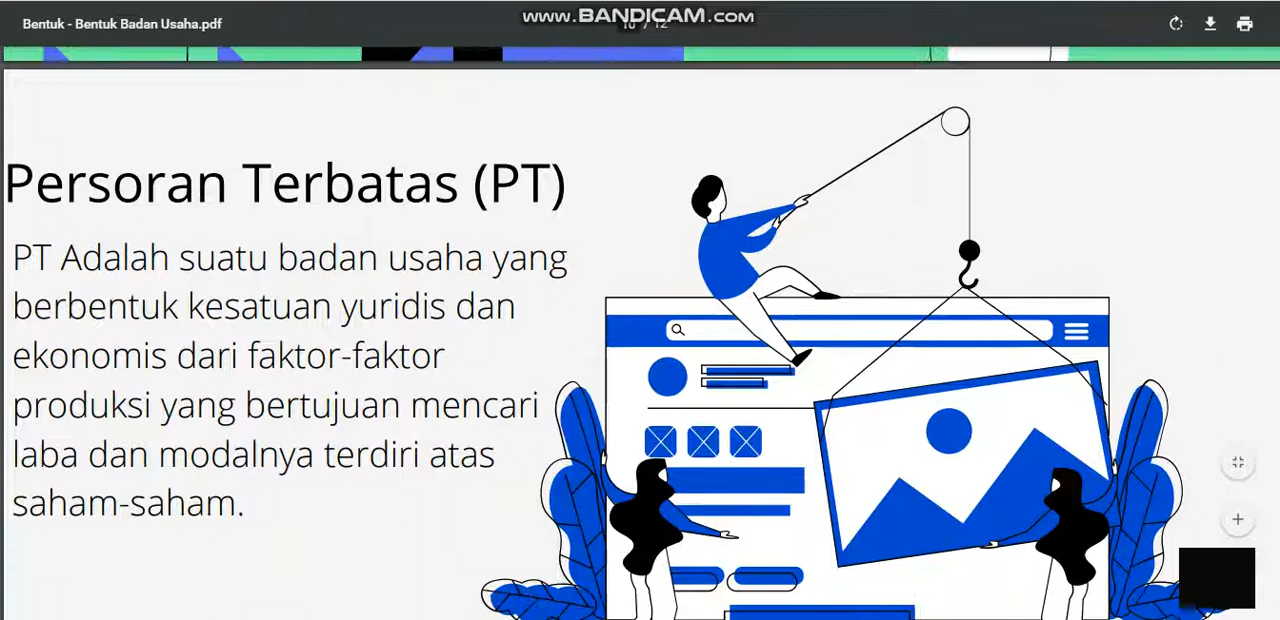 www.BANDICAM.com
Bentuk - Bentuk Badan Usaha.pdf
/ 12
Persoran Terbatas (PT)
PT Adalah suatu badan usaha yang
berbentuk kesatuan yuridis dan
ekonomis dari faktor-faktor
produksi yang bertujuan mencari
laba dan modalnya terdiri atas
saham-saham.